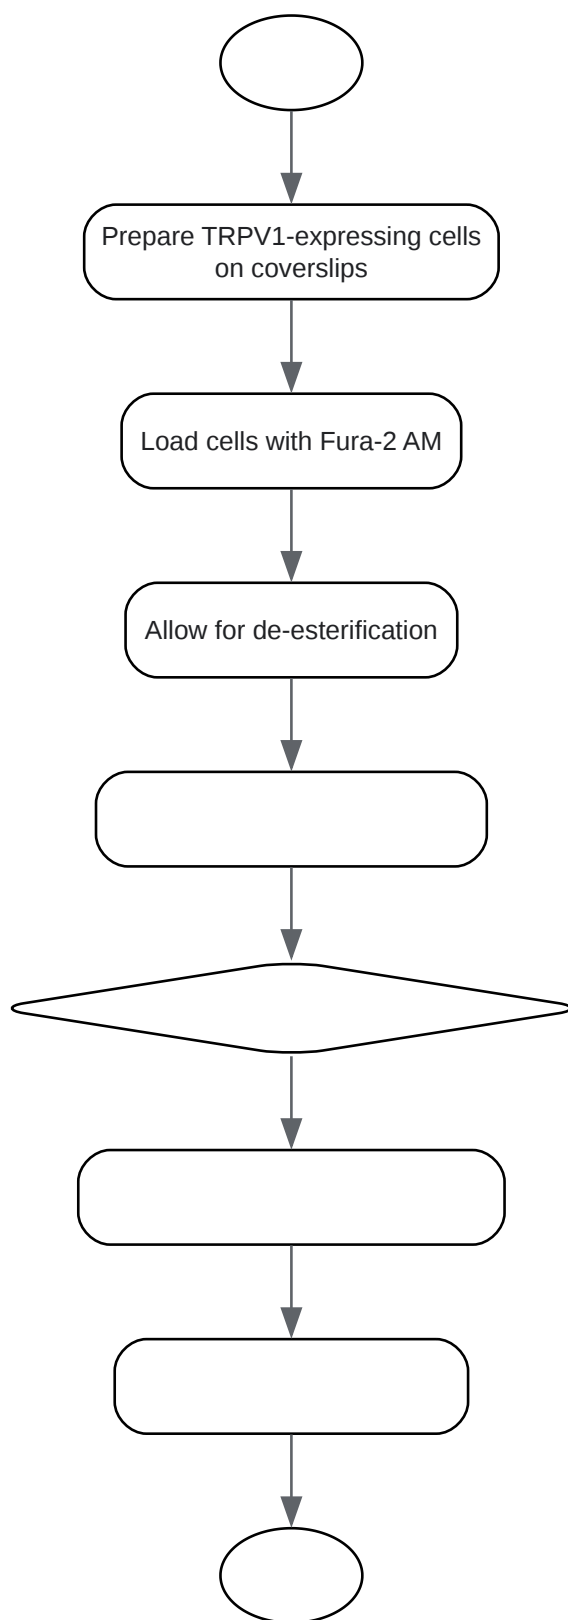 Prepare TRPV1-expressing cells
on coverslips
Load cells with Fura-2 AM
Allow for de-esterification